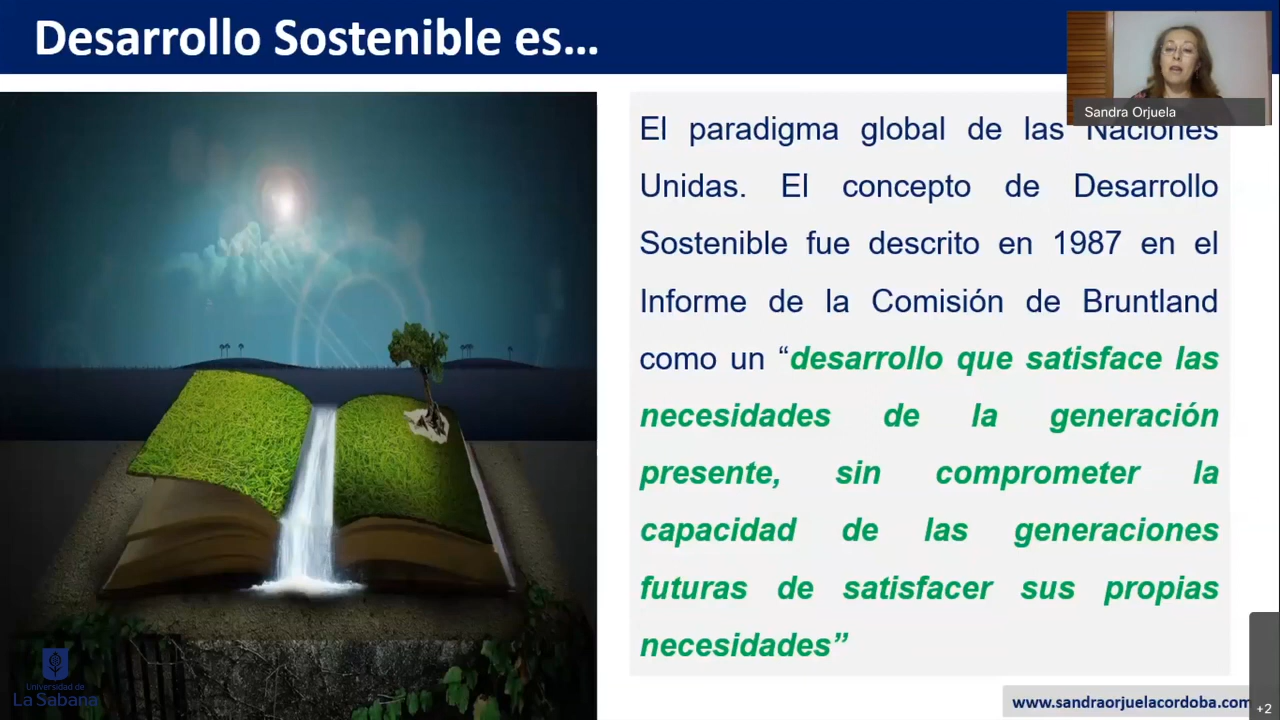 Desarrollo Sostenible es...
Sandra Orjuela
El paradigma global de las Naciones
Unidas. El concepto de Desarrollo
Sostenible fue descrito en 1987 en el
Informe de la Comisión de Bruntland
como un “desarrollo que satisface las
necesidades de la generación
presente, sin comprometer la
capacidad de las generaciones
futuras de satisfacer sus propias
necesidades”
Universidad de
La Sabana
www.sandraorjuelacordoba.com
+2